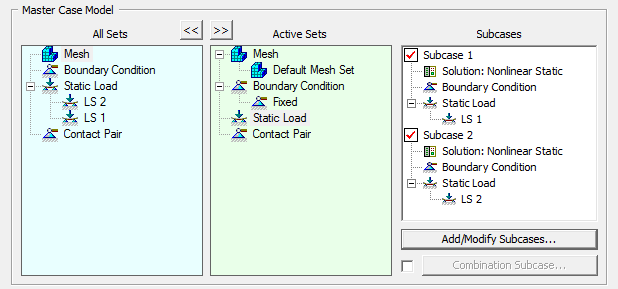 Master Case Model
All Sets
<<
>>
Active Sets
Subcases
Mesh
Boundary Condition
Static Load
LS 2
LS 1
Contact Pair
Mesh
Default Mesh Set
Boundary Condition
Fixed
Static Load
Contact Pair
Subcase 1
Solution: Nonlinear Static
Boundary Condition
Static Load
LS 1
Subcase 2
Solution: Nonlinear Static
Boundary Condition
Static Load
LS 2
Add/Modify Subcases...
Combination Subcase...